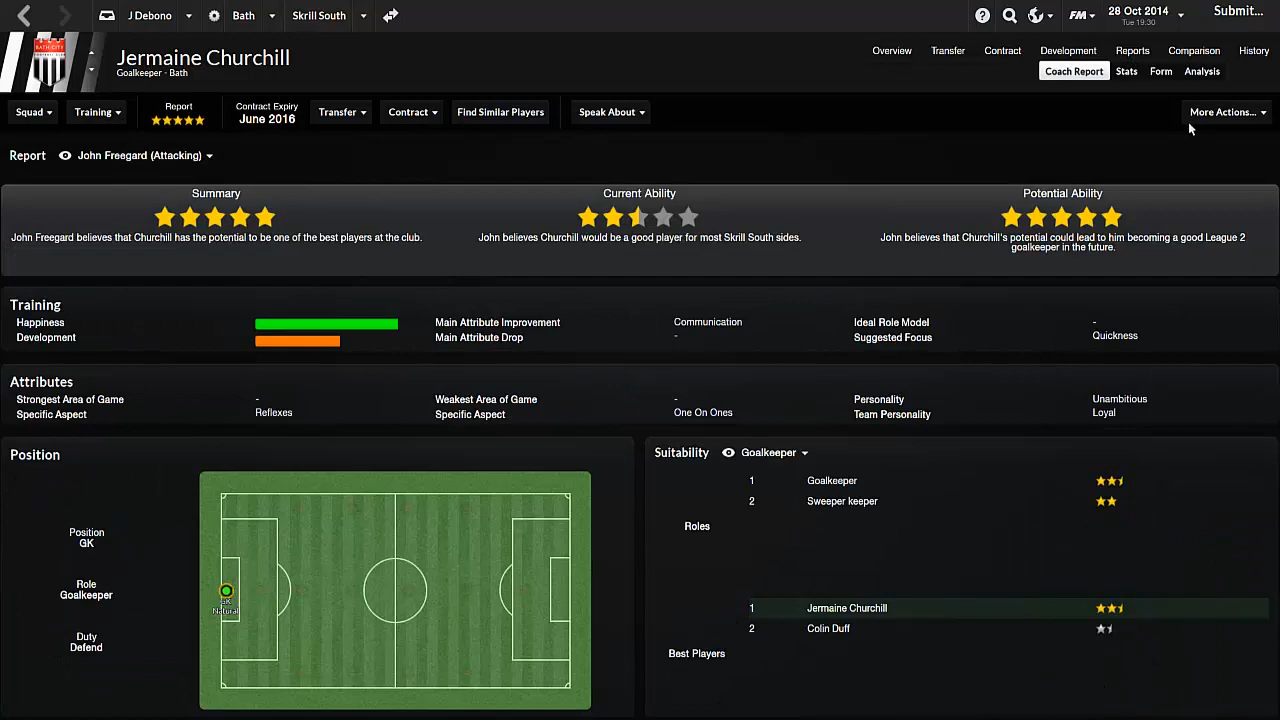 J Debono Bath Skrill South FM 28 Oct 2014 Submit...
Tue 19:30
BATH CITY
Jermaine Churchill
Goalkeeper - Bath
Overview Transfer Contract Development Reports Comparison History
Coach Report Stats Form Analysis
Squad Training Report Contract Expiry June 2016 Transfer Contract Find Similar Players Speak About More Actions...
Report John Freegard (Attacking)
Summary Current Ability Potential Ability
John Freegard believes that Churchill has the potential to be one of the best players at the club. John believes Churchill would be a good player for most Skrill South sides. John believes that Churchill's potential could lead to him becoming a good League 2
goalkeeper in the future.
Training
Happiness Main Attribute Improvement Communication Ideal Role Model -
Development Main Attribute Drop - Suggested Focus Quickness
Attributes
Strongest Area of Game - Weakest Area of Game - Personality Unambitious
Specific Aspect Reflexes Specific Aspect One On Ones Team Personality Loyal
Position
Position
GK
Role
Goalkeeper
Duty
Defend
GK
Natural
Suitability Goalkeeper
1 Goalkeeper
2 Sweeper keeper
Roles
1 Jermaine Churchill
2 Colin Duff
Best Players